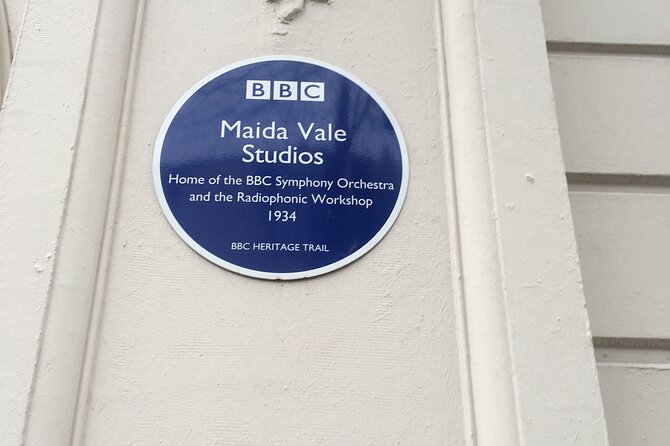 BBC
Maida Vale
Studios
Home of the BBC Symphony Orchestra
and the Radiophonic Workshop
1934
BBC HERITAGE TRAIL